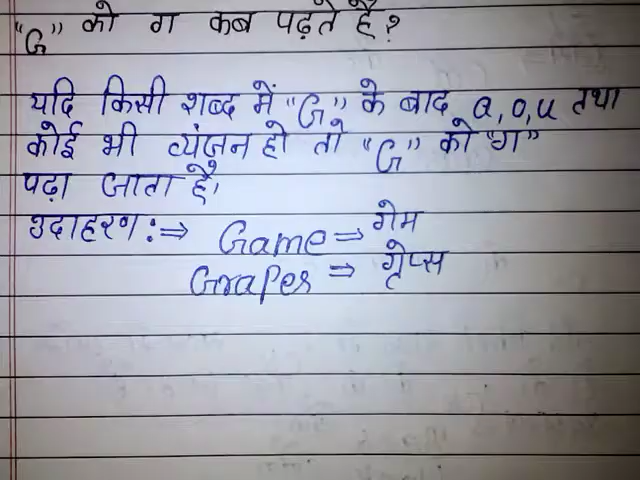 "G" को ग कब पढ़ते हैं?
यदि किसी शब्द में "G" के बाद a, o, u तथा
कोई भी व्यंजन हो तो "G" को "ग"
पढ़ा जाता है।
उदाहरण:⇒ Game ⇒ गेम
Grapes ⇒ ग्रेप्स